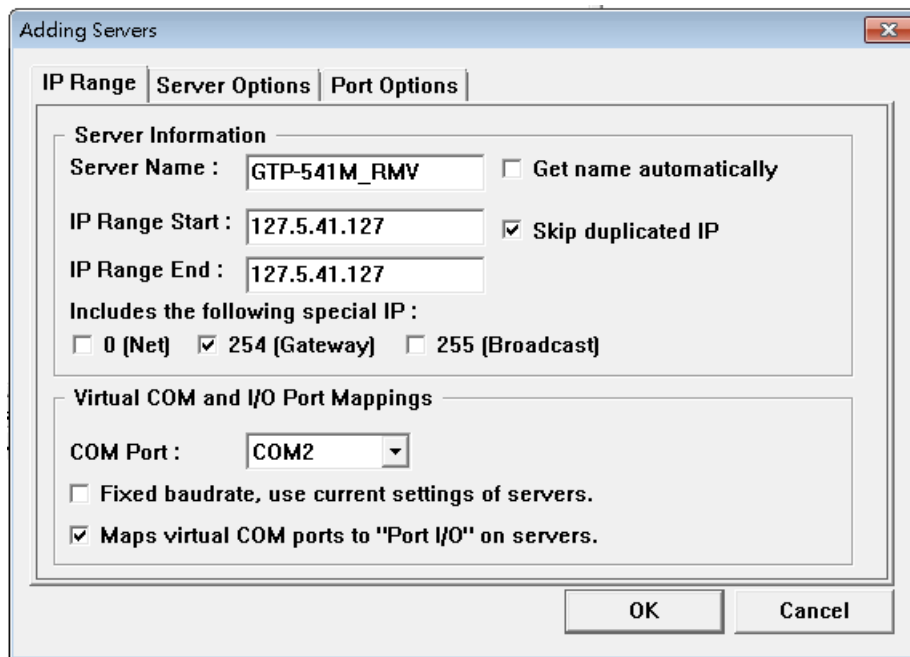 Adding Servers
IP Range Server Options Port Options
Server Information
Server Name : GTP-541M_RMV Get name automatically
IP Range Start : 127.5.41.127 Skip duplicated IP
IP Range End : 127.5.41.127
Includes the following special IP :
0 (Net) 254 (Gateway) 255 (Broadcast)
Virtual COM and I/O Port Mappings
COM Port : COM2
Fixed baudrate, use current settings of servers.
Maps virtual COM ports to "Port I/O" on servers.
OK Cancel